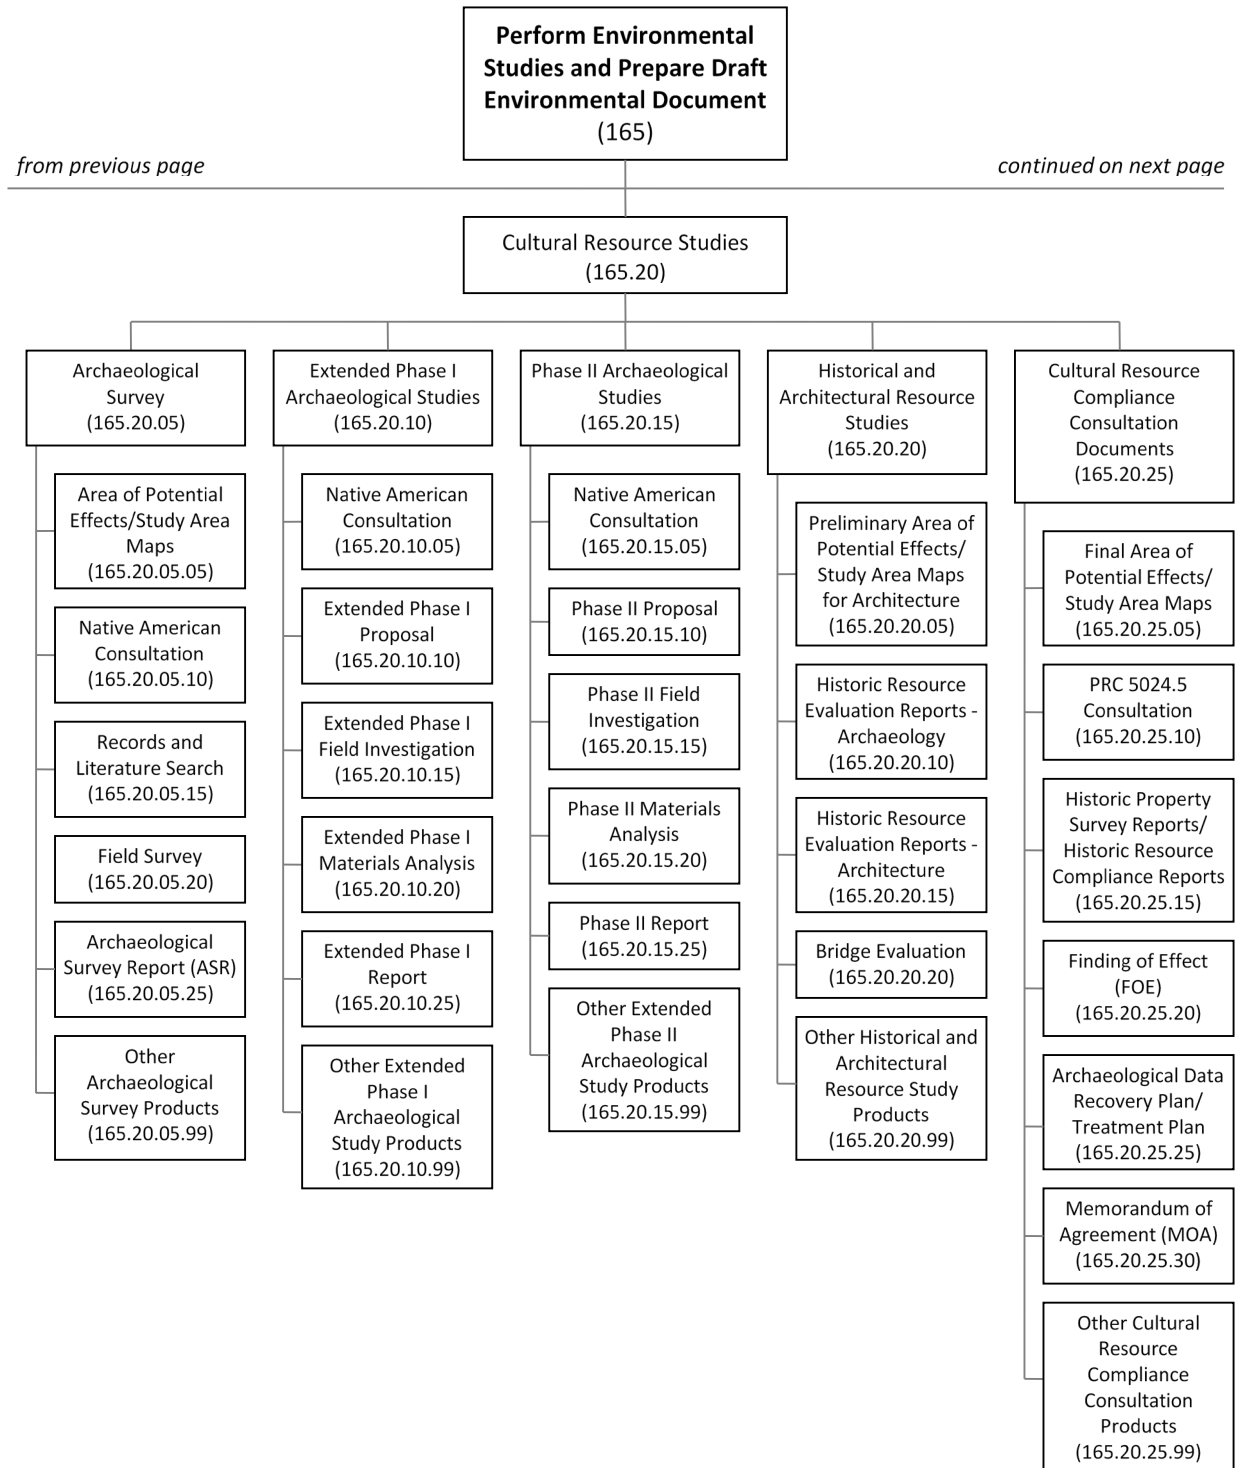 Perform Environmental
Studies and Prepare Draft
Environmental Document
(165)
from previous page
continued on next page
Cultural Resource Studies
(165.20)
Archaeological
Survey
(165.20.05)
Area of Potential
Effects/Study Area
Maps
(165.20.05.05)
Native American
Consultation
(165.20.05.10)
Records and
Literature Search
(165.20.05.15)
Field Survey
(165.20.05.20)
Archaeological
Survey Report (ASR)
(165.20.05.25)
Other
Archaeological
Survey Products
(165.20.05.99)
Extended Phase I
Archaeological Studies
(165.20.10)
Native American
Consultation
(165.20.10.05)
Extended Phase I
Proposal
(165.20.10.10)
Extended Phase I
Field Investigation
(165.20.10.15)
Extended Phase I
Materials Analysis
(165.20.10.20)
Extended Phase I
Report
(165.20.10.25)
Other Extended
Phase I
Archaeological
Study Products
(165.20.10.99)
Phase II Archaeological
Studies
(165.20.15)
Native American
Consultation
(165.20.15.05)
Phase II Proposal
(165.20.15.10)
Phase II Field
Investigation
(165.20.15.15)
Phase II Materials
Analysis
(165.20.15.20)
Phase II Report
(165.20.15.25)
Other Extended
Phase II
Archaeological
Study Products
(165.20.15.99)
Historical and
Architectural Resource
Studies
(165.20.20)
Preliminary Area of
Potential Effects/
Study Area Maps
for Architecture
(165.20.20.05)
Historic Resource
Evaluation Reports -
Archaeology
(165.20.20.10)
Historic Resource
Evaluation Reports -
Architecture
(165.20.20.15)
Bridge Evaluation
(165.20.20.20)
Other Historical and
Architectural
Resource Study
Products
(165.20.20.99)
Cultural Resource
Compliance
Consultation
Documents
(165.20.25)
Final Area of
Potential Effects/
Study Area Maps
(165.20.25.05)
PRC 5024.5
Consultation
(165.20.25.10)
Historic Property
Survey Reports/
Historic Resource
Compliance Reports
(165.20.25.15)
Finding of Effect
(FOE)
(165.20.25.20)
Archaeological Data
Recovery Plan/
Treatment Plan
(165.20.25.25)
Memorandum of
Agreement (MOA)
(165.20.25.30)
Other Cultural
Resource
Compliance
Consultation
Products
(165.20.25.99)